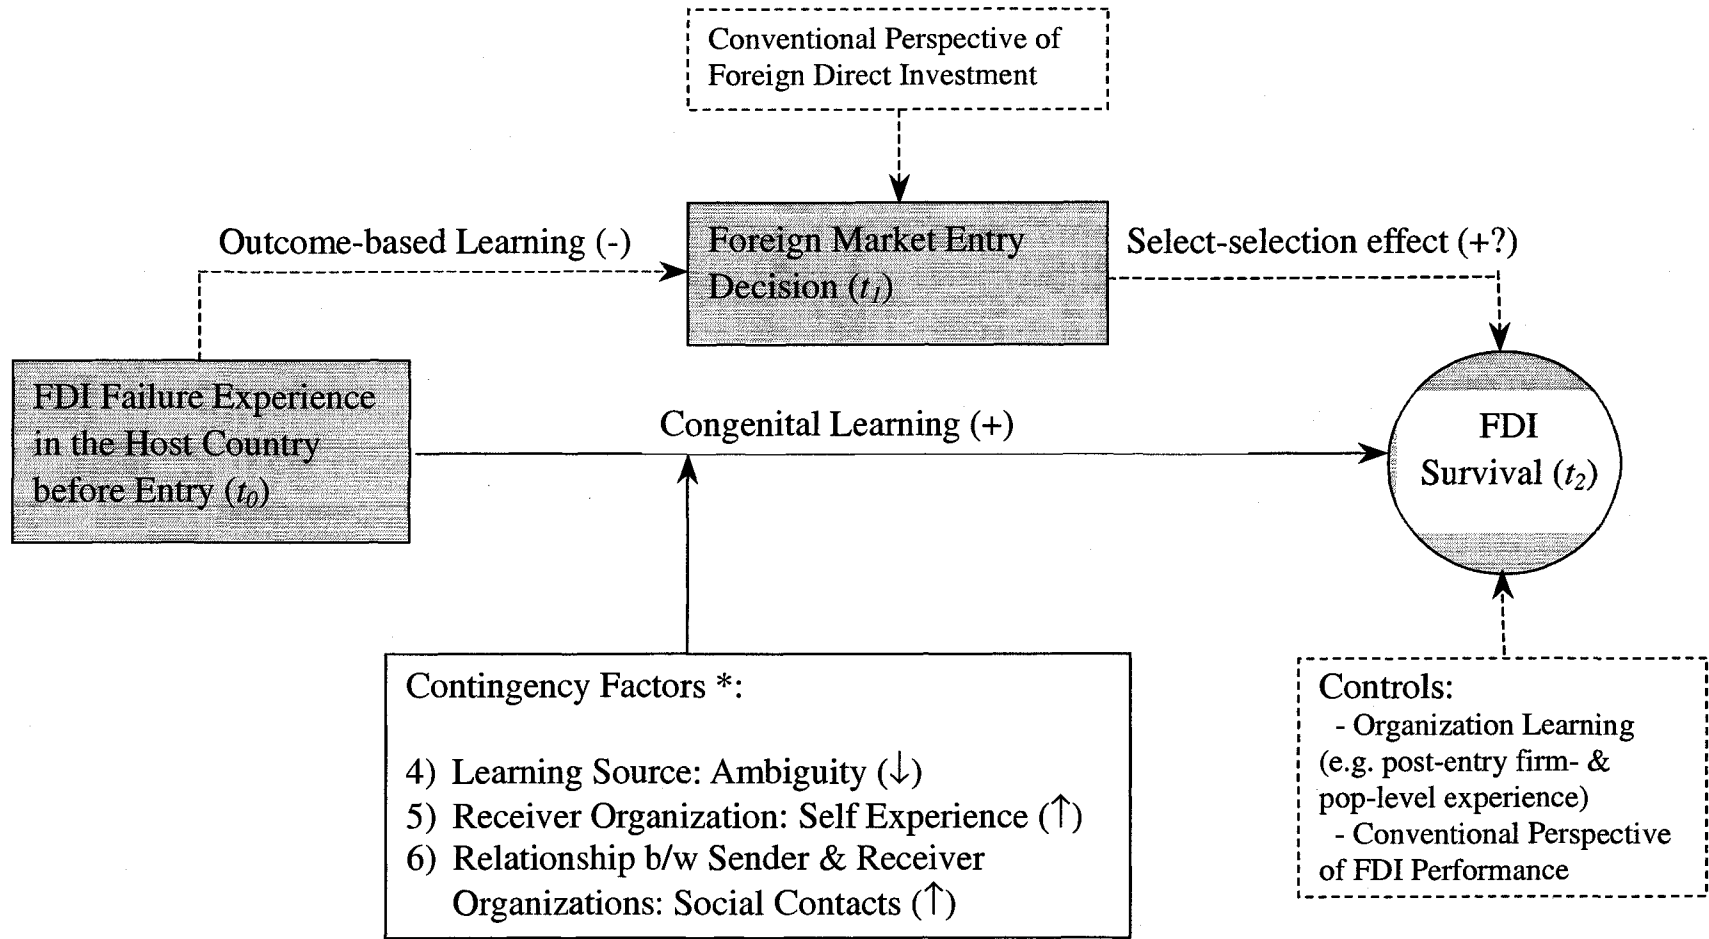 Conventional Perspective of
Foreign Direct Investment
Outcome-based Learning (-)
Foreign Market Entry
Decision (t1)
Select-selection effect (+?)
FDI Failure Experience
in the Host Country
before Entry (t0)
Congenital Learning (+)
FDI
Survival (t2)
Contingency Factors *:
4) Learning Source: Ambiguity (↓)
5) Receiver Organization: Self Experience (↑)
6) Relationship b/w Sender & Receiver
Organizations: Social Contacts (↑)
Controls:
- Organization Learning
(e.g. post-entry firm- &
pop-level experience)
- Conventional Perspective
of FDI Performance